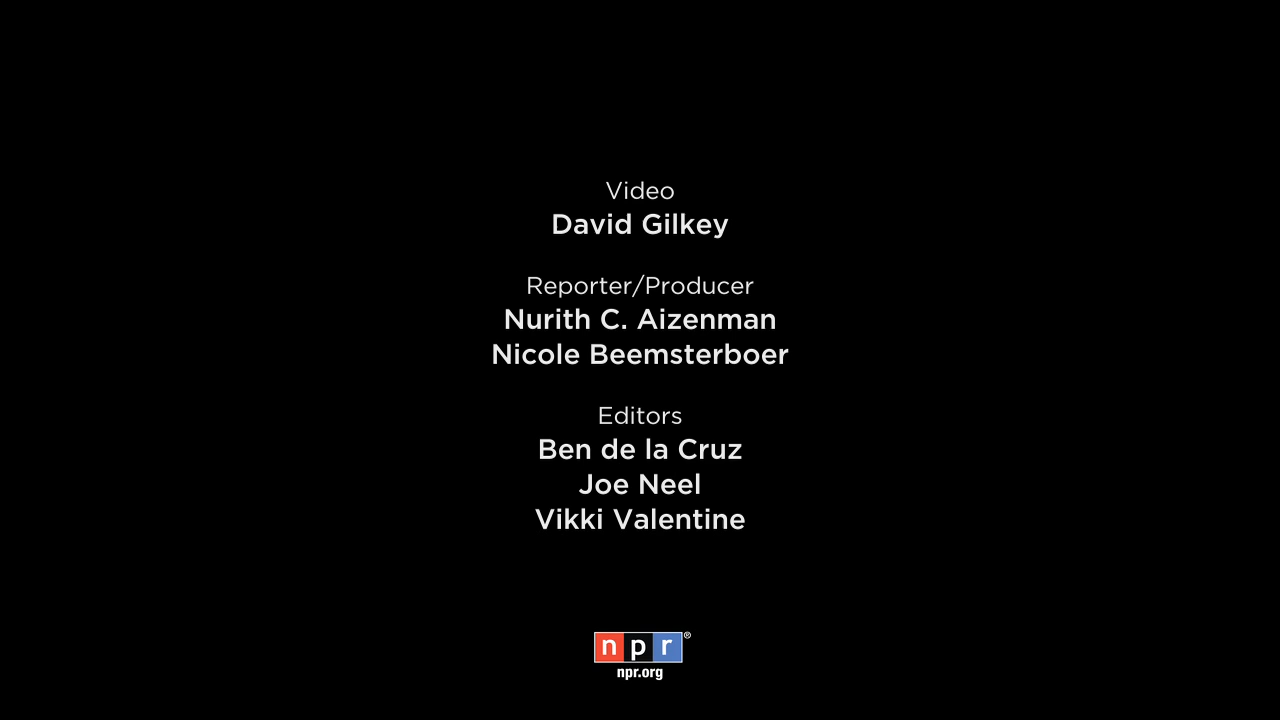 Video
David Gilkey
Reporter/Producer
Nurith C. Aizenman
Nicole Beemsterboer
Editors
Ben de la Cruz
Joe Neel
Vikki Valentine
npr®
npr.org